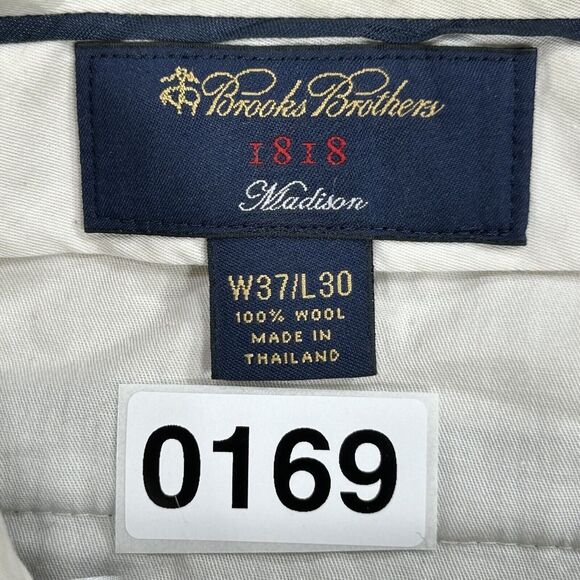 Brooks Brothers
1818
Madison
W37/L30
100% WOOL
MADE IN
THAILAND
0169